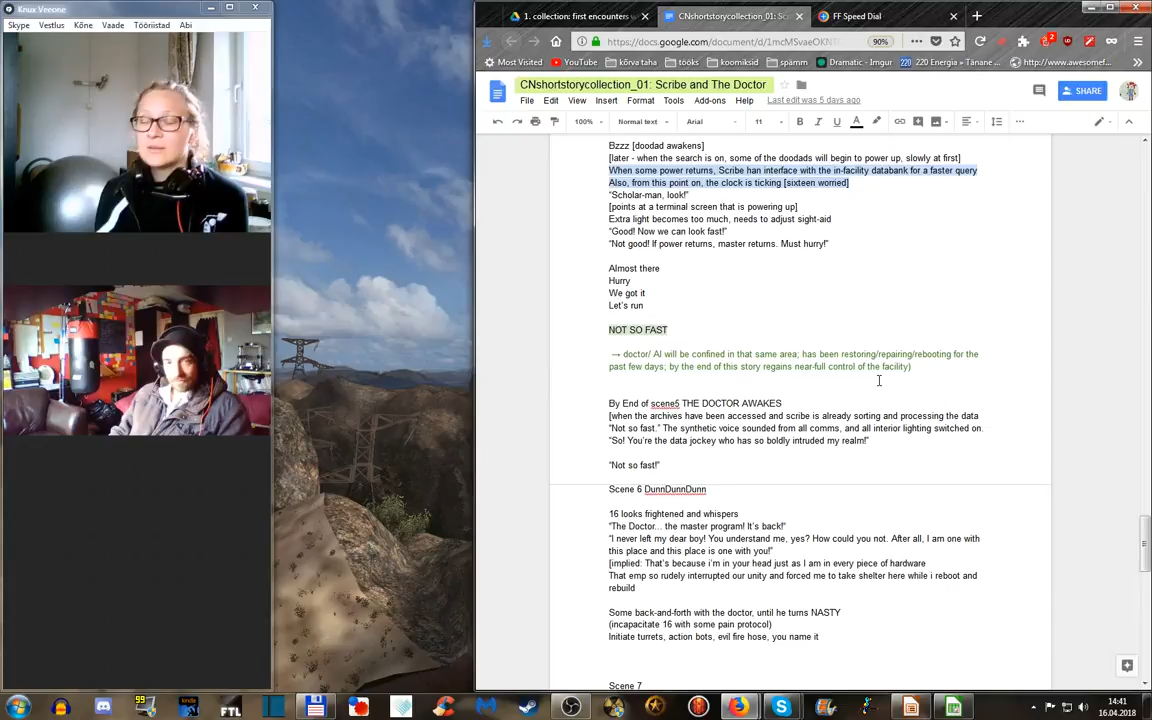 Knux Veeone
Skype Vestlus Kõne Vaade Tööriistad Abi
1. collection: first encounters
CNshortstorycollection_01: S
FF Speed Dial
https://docs.google.com/document/d/1mcMSvaeOKN
90%
2
Most Visited YouTube kõrva taha tööks koomiksid spämm Dramatic - Imgur 220 Energia » Tänane ... http://www.awesomef...
CNshortstorycollection_01: Scribe and The Doctor
File Edit View Insert Format Tools Add-ons Help Last edit was 5 days ago
SHARE
100% Normal text Arial 11 B I U A
Bzzz [doodad awakens]
[later - when the search is on, some of the doodads will begin to power up, slowly at first]
When some power returns, Scribe han interface with the in-facility databank for a faster query
Also, from this point on, the clock is ticking [sixteen worried]
“Scholar-man, look!”
[points at a terminal screen that is powering up]
Extra light becomes too much, needs to adjust sight-aid
“Good! Now we can look fast!”
“Not good! If power returns, master returns. Must hurry!”
Almost there
Hurry
We got it
Let’s run
NOT SO FAST
→ doctor/ AI will be confined in that same area; has been restoring/repairing/rebooting for the
past few days; by the end of this story regains near-full control of the facility)
By End of scene5 THE DOCTOR AWAKES
[when the archives have been accessed and scribe is already sorting and processing the data
“Not so fast.” The synthetic voice sounded from all comms, and all interior lighting switched on.
“So! You’re the data jockey who has so boldly intruded my realm!”
“Not so fast!”
Scene 6 DunnDunnDunn
16 looks frightened and whispers
“The Doctor... the master program! It’s back!”
“I never left my dear boy! You understand me, yes? How could you not. After all, I am one with
this place and this place is one with you!”
[implied: That’s because i’m in your head just as I am in every piece of hardware
That emp so rudely interrupted our unity and forced me to take shelter here while i reboot and
rebuild
Some back-and-forth with the doctor, until he turns NASTY
(incapacitate 16 with some pain protocol)
Initiate turrets, action bots, evil fire hose, you name it
Scene 7
99 kindle FTL
14:41
16.04.2018